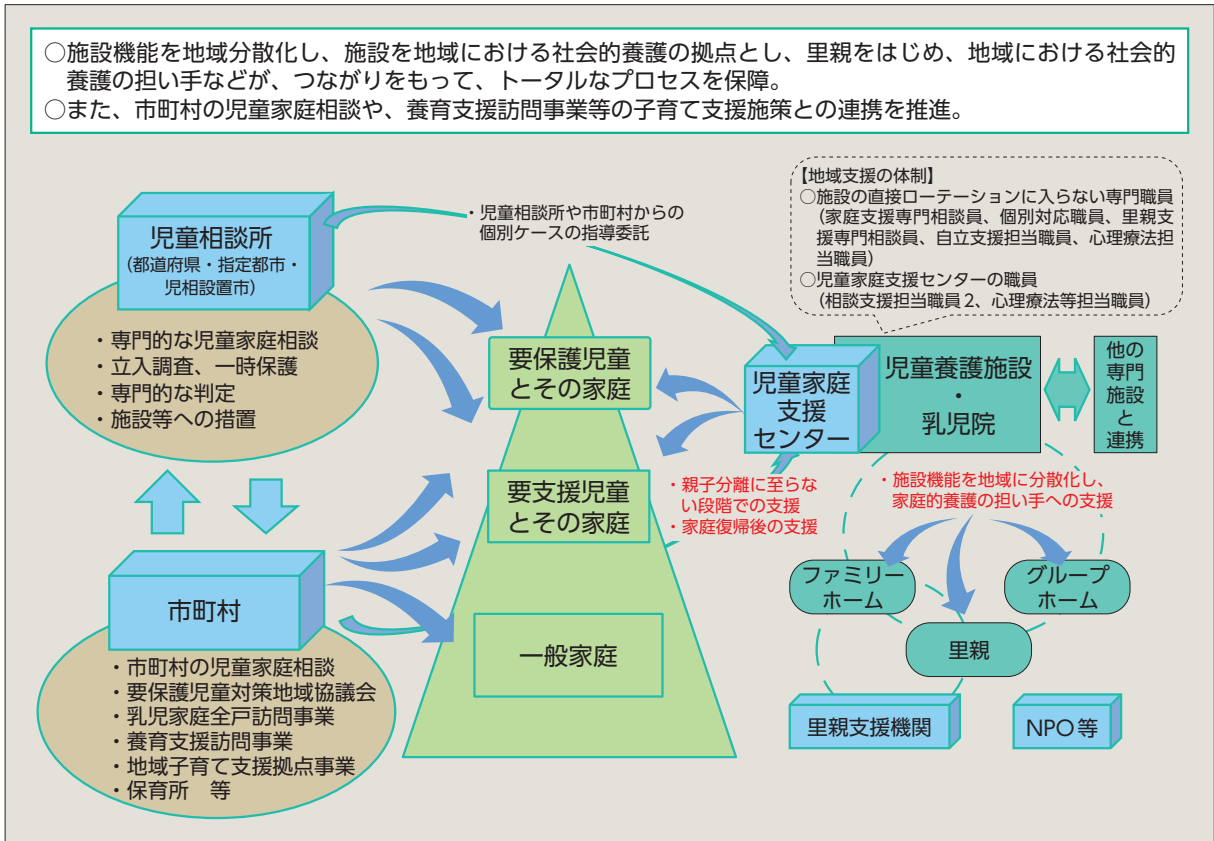 ○施設機能を地域分散化し、施設を地域における社会的養護の拠点とし、里親をはじめ、地域における社会的
養護の担い手などが、つながりをもって、トータルなプロセスを保障。
○また、市町村の児童家庭相談や、養育支援訪問事業等の子育て支援施策との連携を推進。
【地域支援の体制】
○施設の直接ローテーションに入らない専門職員
(家庭支援専門相談員、個別対応職員、里親支
援専門相談員、自立支援担当職員、心理療法担
当職員)
○児童家庭支援センターの職員
(相談支援担当職員2、心理療法等担当職員)
児童相談所
(都道府県・指定都市・
児相設置市)
・専門的な児童家庭相談
・立入調査、一時保護
・専門的な判定
・施設等への措置
・児童相談所や市町村からの
個別ケースの指導委託
要保護児童
とその家庭
要支援児童
とその家庭
一般家庭
児童家庭
支援
センター
児童養護施設
・
乳児院
他の
専門
施設
と
連携
・親子分離に至らな
い段階での支援
・家庭復帰後の支援
・施設機能を地域に分散化し、
家庭的養護の担い手への支援
ファミリー
ホーム
グループ
ホーム
里親
里親支援機関
NPO等
市町村
・市町村の児童家庭相談
・要保護児童対策地域協議会
・乳児家庭全戸訪問事業
・養育支援訪問事業
・地域子育て支援拠点事業
・保育所 等